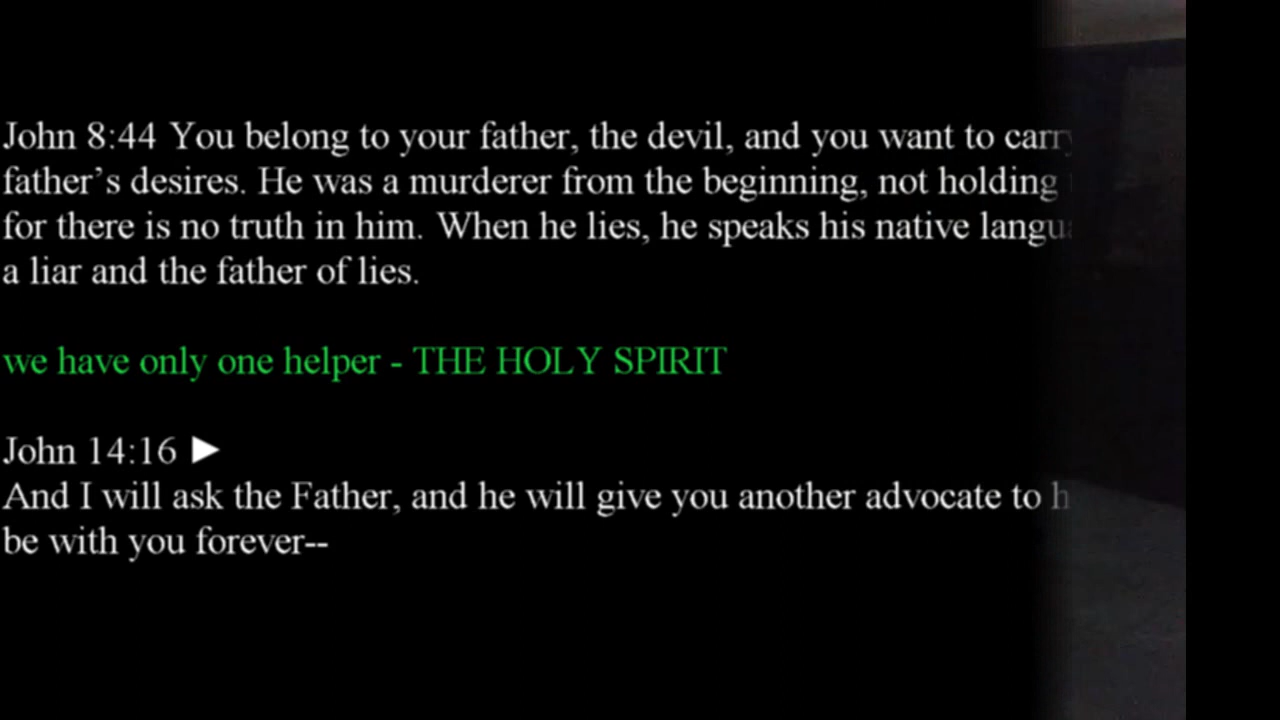 John 8:44 You belong to your father, the devil, and you want to
father’s desires. He was a murderer from the beginning, not holding
for there is no truth in him. When he lies, he speaks his native
a liar and the father of lies.
we have only one helper - THE HOLY SPIRIT
John 14:16 ►
And I will ask the Father, and he will give you another advocate to
be with you forever--